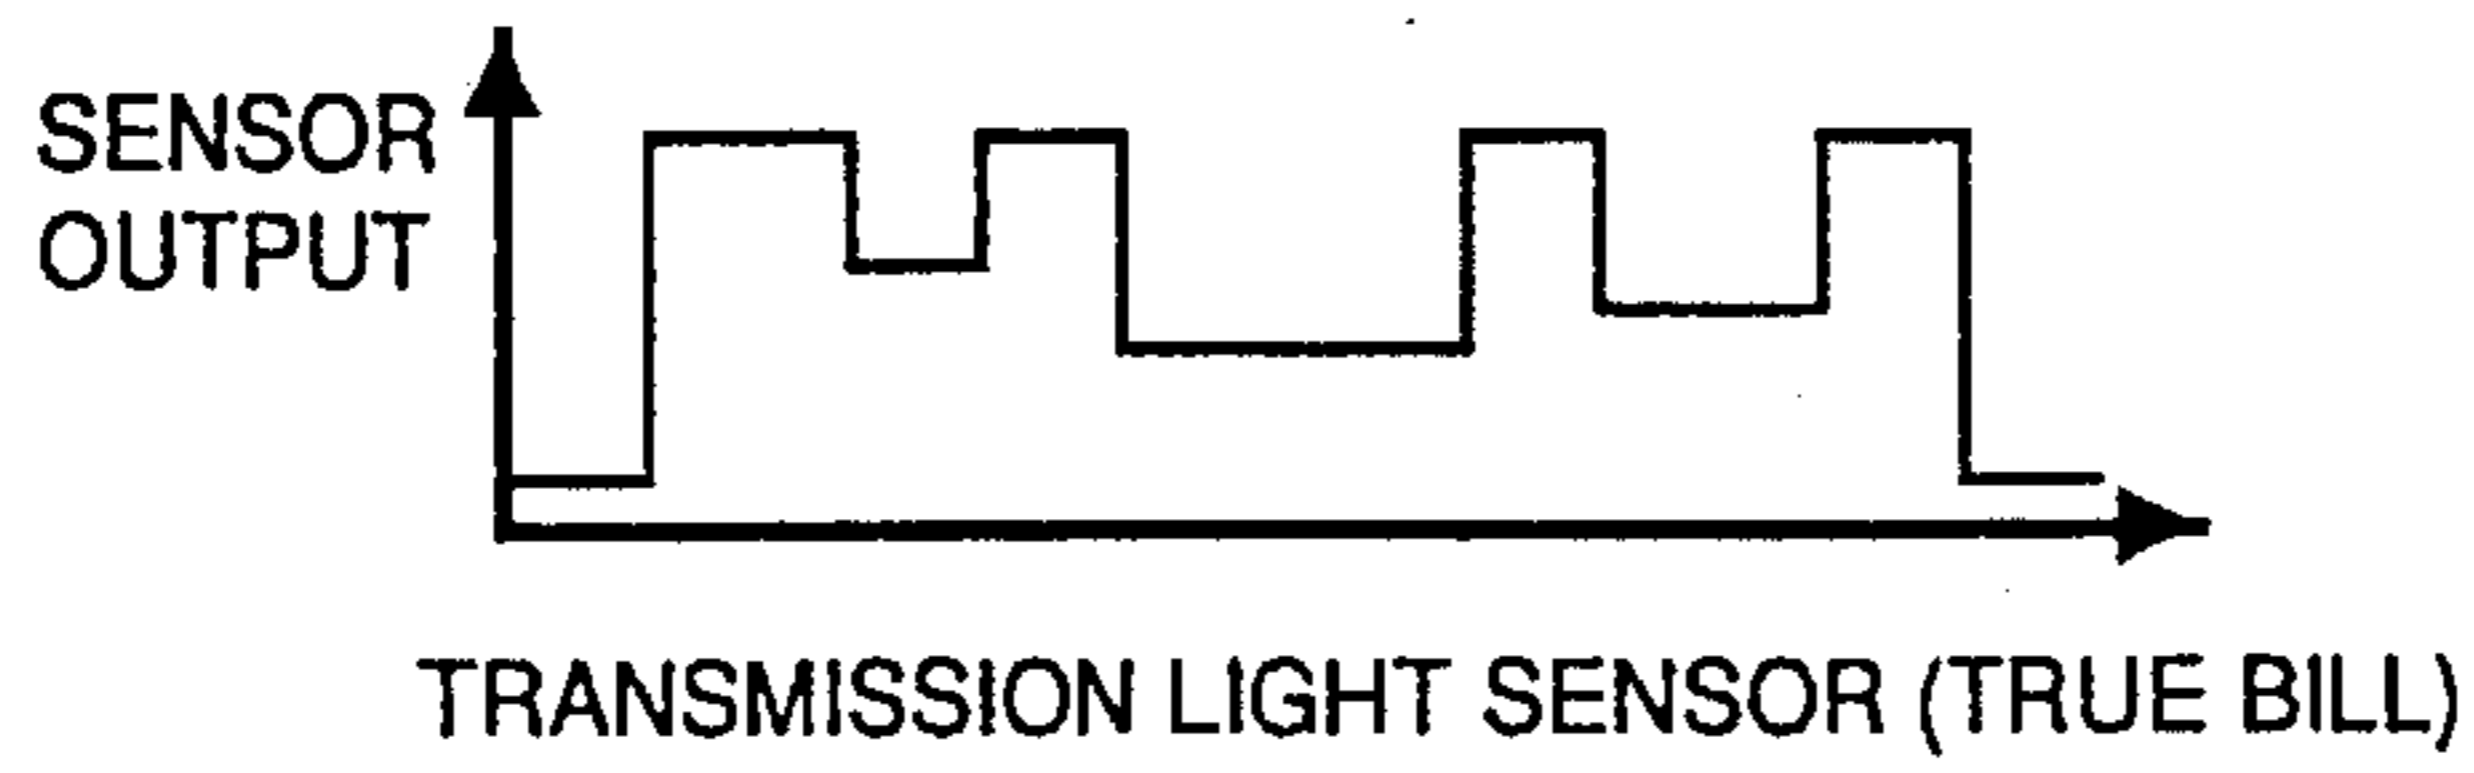 SENSOR
OUTPUT
TRANSMISSION LIGHT SENSOR (TRUE BILL)